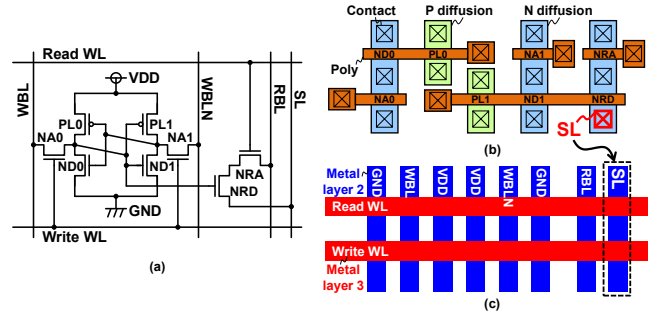 Read WL
VDD
WBL
WBLN
RBL
SL
PL0
PL1
NA0
NA1
ND0
ND1
NRA
NRD
GND
Write WL
(a)
Contact
P diffusion
N diffusion
ND0
PL0
NA1
NRA
Poly
NA0
PL1
ND1
NRD
SL
(b)
Metal
layer 2
GND
WBL
VDD
VDD
WBLN
GND
RBL
SL
Read WL
Write WL
Metal
layer 3
(c)